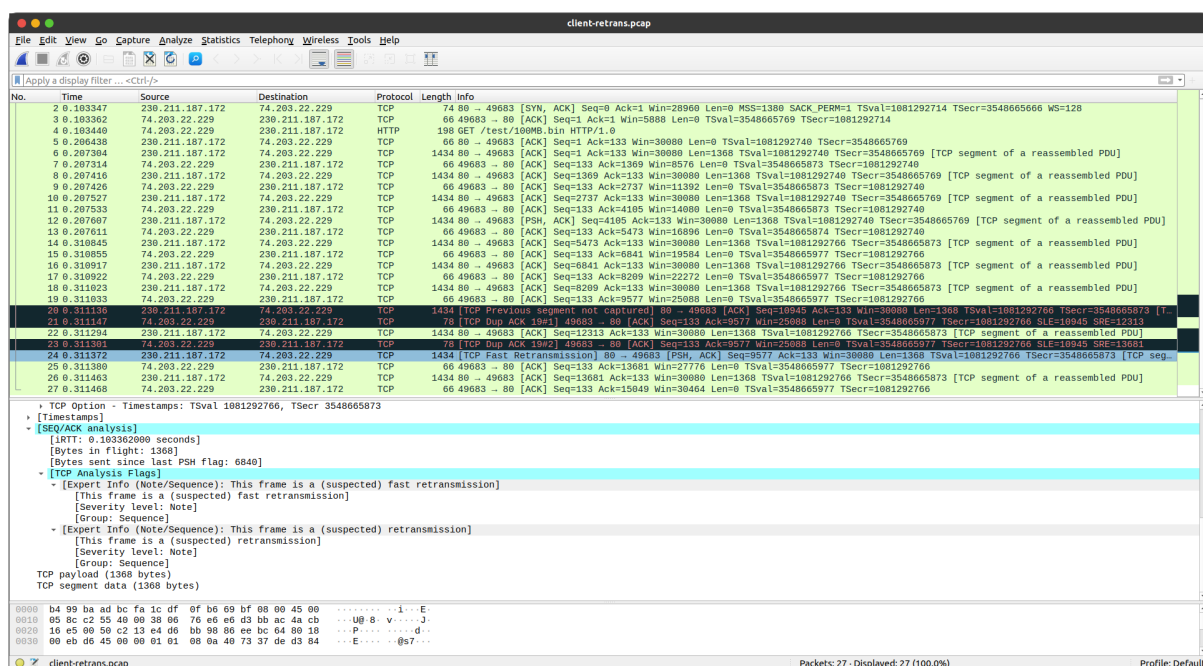 client-retrans.pcap
File Edit View Go Capture Analyze Statistics Telephony Wireless Tools Help
Apply a display filter ... <Ctrl-/>
No. Time Source Destination Protocol Length Info
2 0.103347 230.211.187.172 74.203.22.229 TCP 74 80 → 49683 [SYN, ACK] Seq=0 Ack=1 Win=28960 Len=0 MSS=1380 SACK_PERM=1 TSval=1081292714 TSecr=3548665666 WS=128
3 0.103362 74.203.22.229 230.211.187.172 TCP 66 49683 → 80 [ACK] Seq=1 Ack=1 Win=5888 Len=0 TSval=3548665769 TSecr=1081292714
4 0.103440 74.203.22.229 230.211.187.172 HTTP 198 GET /test/100MB.bin HTTP/1.0
5 0.206438 230.211.187.172 74.203.22.229 TCP 66 80 → 49683 [ACK] Seq=1 Ack=133 Win=30080 Len=0 TSval=1081292740 TSecr=3548665769
6 0.207304 230.211.187.172 74.203.22.229 TCP 1434 80 → 49683 [ACK] Seq=1 Ack=133 Win=30080 Len=1368 TSval=1081292740 TSecr=3548665769 [TCP segment of a reassembled PDU]
7 0.207314 74.203.22.229 230.211.187.172 TCP 66 49683 → 80 [ACK] Seq=133 Ack=1369 Win=8576 Len=0 TSval=3548665873 TSecr=1081292740
8 0.207416 230.211.187.172 74.203.22.229 TCP 1434 80 → 49683 [ACK] Seq=1369 Ack=133 Win=30080 Len=1368 TSval=1081292740 TSecr=3548665769 [TCP segment of a reassembled PDU]
9 0.207426 74.203.22.229 230.211.187.172 TCP 66 49683 → 80 [ACK] Seq=133 Ack=2737 Win=11392 Len=0 TSval=3548665873 TSecr=1081292740
10 0.207527 230.211.187.172 74.203.22.229 TCP 1434 80 → 49683 [ACK] Seq=2737 Ack=133 Win=30080 Len=1368 TSval=1081292740 TSecr=3548665769 [TCP segment of a reassembled PDU]
11 0.207533 74.203.22.229 230.211.187.172 TCP 66 49683 → 80 [ACK] Seq=133 Ack=4105 Win=14080 Len=0 TSval=3548665873 TSecr=1081292740
12 0.207607 230.211.187.172 74.203.22.229 TCP 1434 80 → 49683 [PSH, ACK] Seq=4105 Ack=133 Win=30080 Len=1368 TSval=1081292740 TSecr=3548665769 [TCP segment of a reassembled PDU]
13 0.207611 74.203.22.229 230.211.187.172 TCP 66 49683 → 80 [ACK] Seq=133 Ack=5473 Win=16896 Len=0 TSval=3548665874 TSecr=1081292740
14 0.310845 230.211.187.172 74.203.22.229 TCP 1434 80 → 49683 [ACK] Seq=5473 Ack=133 Win=30080 Len=1368 TSval=1081292766 TSecr=3548665873 [TCP segment of a reassembled PDU]
15 0.310855 74.203.22.229 230.211.187.172 TCP 66 49683 → 80 [ACK] Seq=133 Ack=6841 Win=19584 Len=0 TSval=3548665977 TSecr=1081292766
16 0.310917 230.211.187.172 74.203.22.229 TCP 1434 80 → 49683 [ACK] Seq=6841 Ack=133 Win=30080 Len=1368 TSval=1081292766 TSecr=3548665873 [TCP segment of a reassembled PDU]
17 0.310922 74.203.22.229 230.211.187.172 TCP 66 49683 → 80 [ACK] Seq=133 Ack=8209 Win=22272 Len=0 TSval=3548665977 TSecr=1081292766
18 0.311023 230.211.187.172 74.203.22.229 TCP 1434 80 → 49683 [ACK] Seq=8209 Ack=133 Win=30080 Len=1368 TSval=1081292766 TSecr=3548665873 [TCP segment of a reassembled PDU]
19 0.311033 74.203.22.229 230.211.187.172 TCP 66 49683 → 80 [ACK] Seq=133 Ack=9577 Win=25088 Len=0 TSval=3548665977 TSecr=1081292766
20 0.311136 230.211.187.172 74.203.22.229 TCP 1434 [TCP Previous segment not captured] 80 → 49683 [ACK] Seq=10945 Ack=133 Win=30080 Len=1368 TSval=1081292766 TSecr=3548665873 [T…
21 0.311147 74.203.22.229 230.211.187.172 TCP 78 [TCP Dup ACK 19#1] 49683 → 80 [ACK] Seq=133 Ack=9577 Win=25088 Len=0 TSval=3548665977 TSecr=1081292766 SLE=10945 SRE=12313
22 0.311294 230.211.187.172 74.203.22.229 TCP 1434 80 → 49683 [ACK] Seq=12313 Ack=133 Win=30080 Len=1368 TSval=1081292766 TSecr=3548665873 [TCP segment of a reassembled PDU]
23 0.311301 74.203.22.229 230.211.187.172 TCP 78 [TCP Dup ACK 19#2] 49683 → 80 [ACK] Seq=133 Ack=9577 Win=25088 Len=0 TSval=3548665977 TSecr=1081292766 SLE=10945 SRE=13681
24 0.311372 230.211.187.172 74.203.22.229 TCP 1434 [TCP Fast Retransmission] 80 → 49683 [PSH, ACK] Seq=9577 Ack=133 Win=30080 Len=1368 TSval=1081292766 TSecr=3548665873 [TCP seg…
25 0.311380 74.203.22.229 230.211.187.172 TCP 66 49683 → 80 [ACK] Seq=133 Ack=13681 Win=27776 Len=0 TSval=3548665977 TSecr=1081292766
26 0.311463 230.211.187.172 74.203.22.229 TCP 1434 80 → 49683 [ACK] Seq=13681 Ack=133 Win=30080 Len=1368 TSval=1081292766 TSecr=3548665873 [TCP segment of a reassembled PDU]
27 0.311468 74.203.22.229 230.211.187.172 TCP 66 49683 → 80 [ACK] Seq=133 Ack=15049 Win=30464 Len=0 TSval=3548665977 TSecr=1081292766
TCP Option - Timestamps: TSval 1081292766, TSecr 3548665873
[Timestamps]
[SEQ/ACK analysis]
[iRTT: 0.103362000 seconds]
[Bytes in flight: 1368]
[Bytes sent since last PSH flag: 6840]
[TCP Analysis Flags]
[Expert Info (Note/Sequence): This frame is a (suspected) fast retransmission]
[This frame is a (suspected) fast retransmission]
[Severity level: Note]
[Group: Sequence]
[Expert Info (Note/Sequence): This frame is a (suspected) retransmission]
[This frame is a (suspected) retransmission]
[Severity level: Note]
[Group: Sequence]
TCP payload (1368 bytes)
TCP segment data (1368 bytes)
0000 b4 99 ba ad bc fa 1c df 0f b6 69 bf 08 00 45 00 ········ ··i···E·
0010 05 8c c2 55 40 00 38 06 76 e6 e6 d3 bb ac 4a cb ···U@·8· v·····J·
0020 16 e5 00 50 c2 13 e4 d6 bb 98 86 ee bc 64 80 18 ···P···· ·····d··
0030 00 eb d6 45 00 00 01 01 08 0a 40 73 37 de d3 84 ···E···· ··@s7···
client-retrans.pcap Packets: 27 · Displayed: 27 (100.0%) Profile: Default